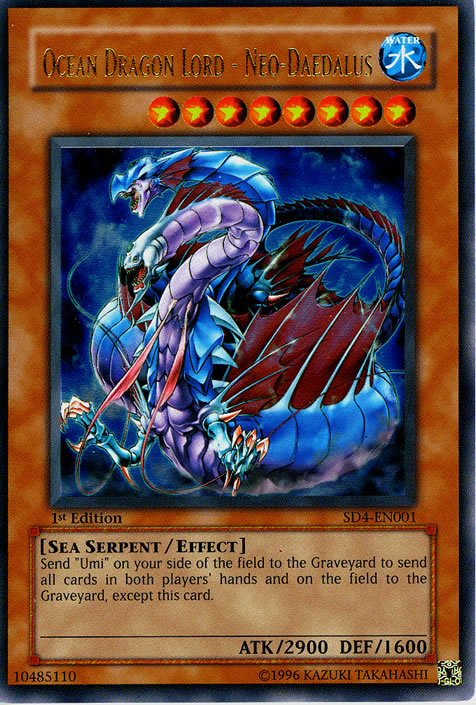 OCEAN DRAGON LORD - NEO-DAEDALUS
WATER
水
1st Edition
SD4-EN001
[SEA SERPENT / EFFECT]
Send "Umi" on your side of the field to the Graveyard to send
all cards in both players' hands and on the field to the
Graveyard, except this card.
ATK/2900 DEF/1600
10485110
©1996 KAZUKI TAKAHASHI